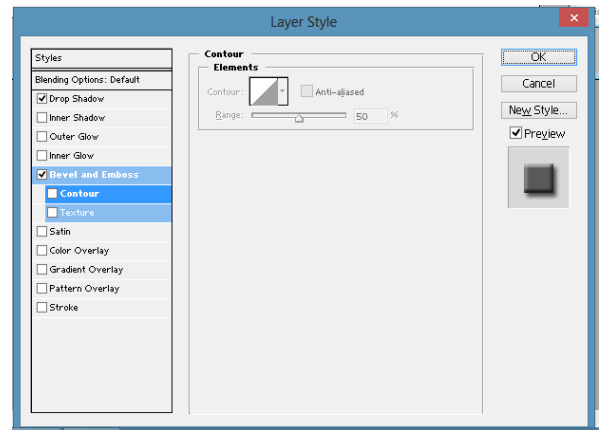 Layer Style
Styles
Blending Options: Default
Drop Shadow
Inner Shadow
Outer Glow
Inner Glow
Bevel and Emboss
Contour
Texture
Satin
Color Overlay
Gradient Overlay
Pattern Overlay
Stroke
Contour
Elements
Contour:
Anti-aliased
Range:
50
%
OK
Cancel
New Style...
Preview